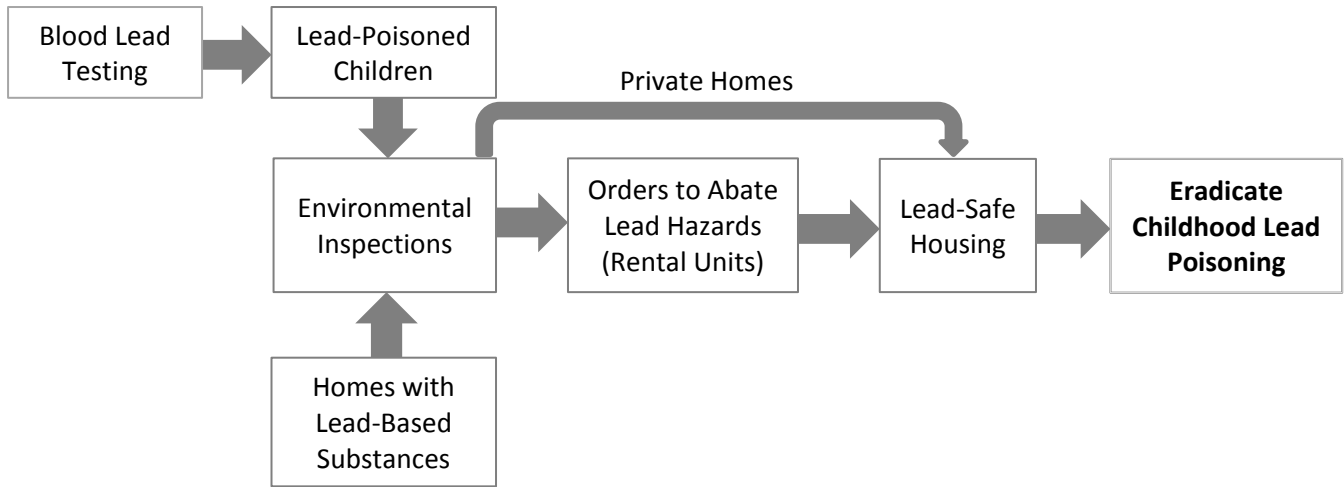 Blood Lead
Testing
Lead-Poisoned
Children
Private Homes
Environmental
Inspections
Orders to Abate
Lead Hazards
(Rental Units)
Lead-Safe
Housing
Eradicate
Childhood Lead
Poisoning
Homes with
Lead-Based
Substances